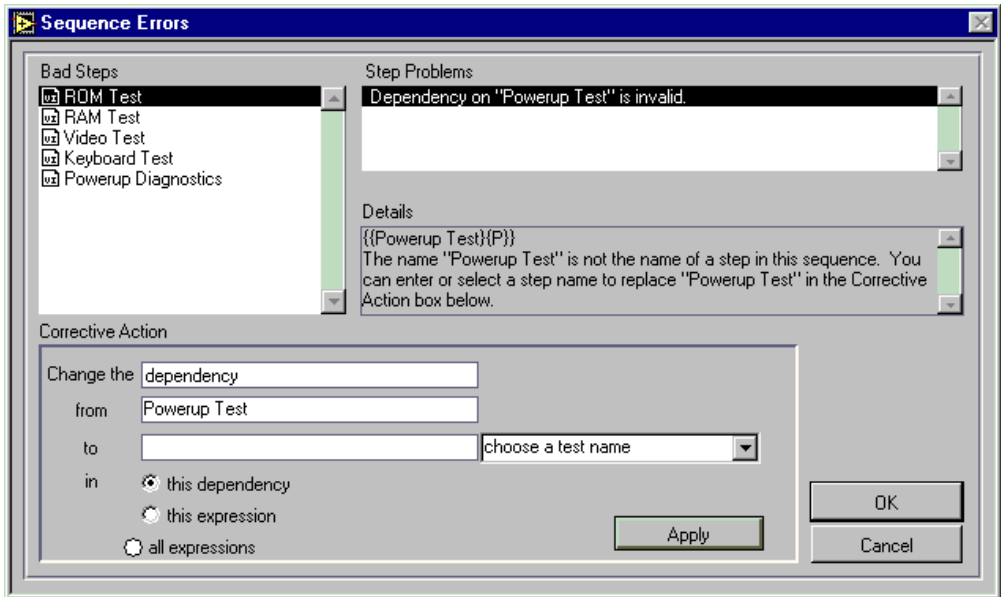 Sequence Errors
Bad Steps
ROM Test
RAM Test
Video Test
Keyboard Test
Powerup Diagnostics
Step Problems
Dependency on "Powerup Test" is invalid.
Details
{{Powerup Test}{P}}
The name "Powerup Test" is not the name of a step in this sequence. You
can enter or select a step name to replace "Powerup Test" in the Corrective
Action box below.
Corrective Action
Change the dependency
from Powerup Test
to choose a test name
in this dependency
this expression
all expressions
Apply
OK
Cancel